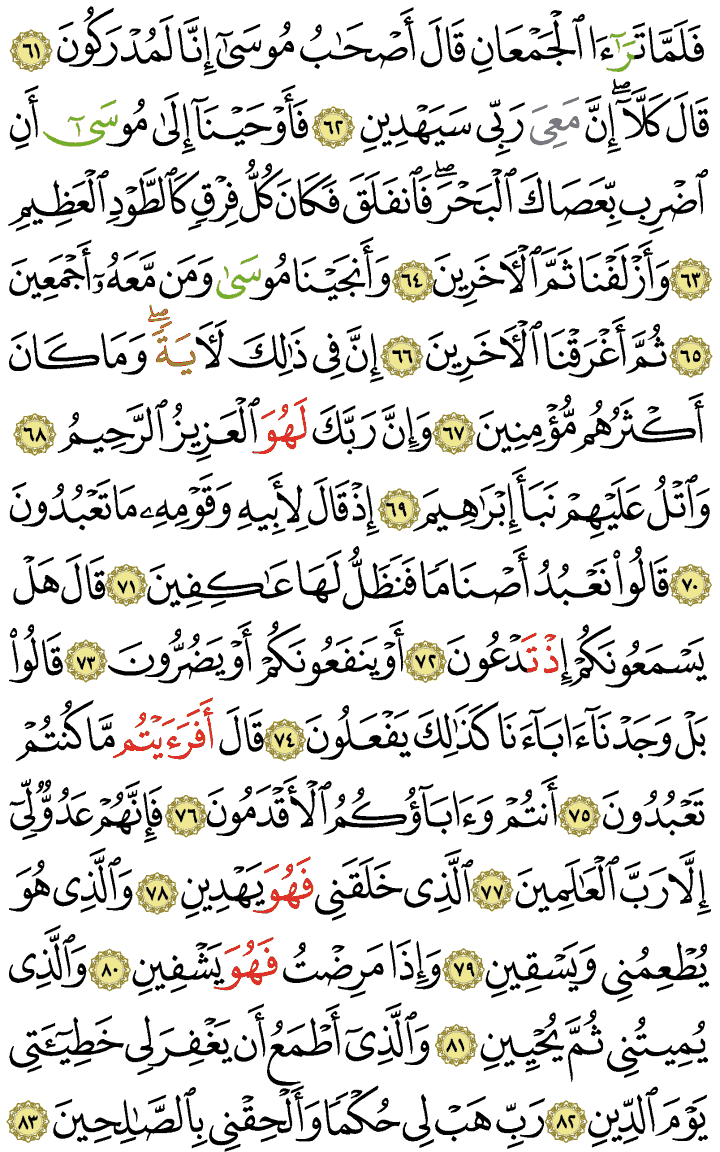 فَلَمَّا تَرَٰٓءَا ٱلْجَمْعَانِ قَالَ أَصْحَٰبُ مُوسَىٰٓ إِنَّا لَمُدْرَكُونَ ٦١
قَالَ كَلَّآ ۖ إِنَّ مَعِىَ رَبِّى سَيَهْدِينِ ٦٢ فَأَوْحَيْنَآ إِلَىٰ مُوسَىٰٓ أَنِ
ٱضْرِب بِّعَصَاكَ ٱلْبَحْرَ ۖ فَٱنفَلَقَ فَكَانَ كُلُّ فِرْقٍ كَٱلطَّوْدِ ٱلْعَظِيمِ
٦٣ وَأَزْلَفْنَا ثَمَّ ٱلْـَٔاخَرِينَ ٦٤ وَأَنجَيْنَا مُوسَىٰ وَمَن مَّعَهُۥٓ أَجْمَعِينَ
٦٥ ثُمَّ أَغْرَقْنَا ٱلْـَٔاخَرِينَ ٦٦ إِنَّ فِى ذَٰلِكَ لَـَٔايَةً ۖ وَمَا كَانَ
أَكْثَرُهُم مُّؤْمِنِينَ ٦٧ وَإِنَّ رَبَّكَ لَهُوَ ٱلْعَزِيزُ ٱلرَّحِيمُ ٦٨
وَٱتْلُ عَلَيْهِمْ نَبَأَ إِبْرَٰهِيمَ ٦٩ إِذْ قَالَ لِأَبِيهِ وَقَوْمِهِۦ مَا تَعْبُدُونَ
٧٠ قَالُوا۟ نَعْبُدُ أَصْنَامًا فَنَظَلُّ لَهَا عَٰكِفِينَ ٧١ قَالَ هَلْ
يَسْمَعُونَكُمْ إِذْ تَدْعُونَ ٧٢ أَوْ يَنفَعُونَكُمْ أَوْ يَضُرُّونَ ٧٣ قَالُوا۟
بَلْ وَجَدْنَآ ءَابَآءَنَا كَذَٰلِكَ يَفْعَلُونَ ٧٤ قَالَ أَفَرَءَيْتُم مَّا كُنتُمْ
تَعْبُدُونَ ٧٥ أَنتُمْ وَءَابَآؤُكُمُ ٱلْأَقْدَمُونَ ٧٦ فَإِنَّهُمْ عَدُوٌّ لِّىٓ
إِلَّا رَبَّ ٱلْعَٰلَمِينَ ٧٧ ٱلَّذِى خَلَقَنِى فَهُوَ يَهْدِينِ ٧٨ وَٱلَّذِى هُوَ
يُطْعِمُنِى وَيَسْقِينِ ٧٩ وَإِذَا مَرِضْتُ فَهُوَ يَشْفِينِ ٨٠ وَٱلَّذِى
يُمِيتُنِى ثُمَّ يُحْيِينِ ٨١ وَٱلَّذِىٓ أَطْمَعُ أَن يَغْفِرَ لِى خَطِيٓـَٔتِى
يَوْمَ ٱلدِّينِ ٨٢ رَبِّ هَبْ لِى حُكْمًا وَأَلْحِقْنِى بِٱلصَّٰلِحِينَ ٨٣